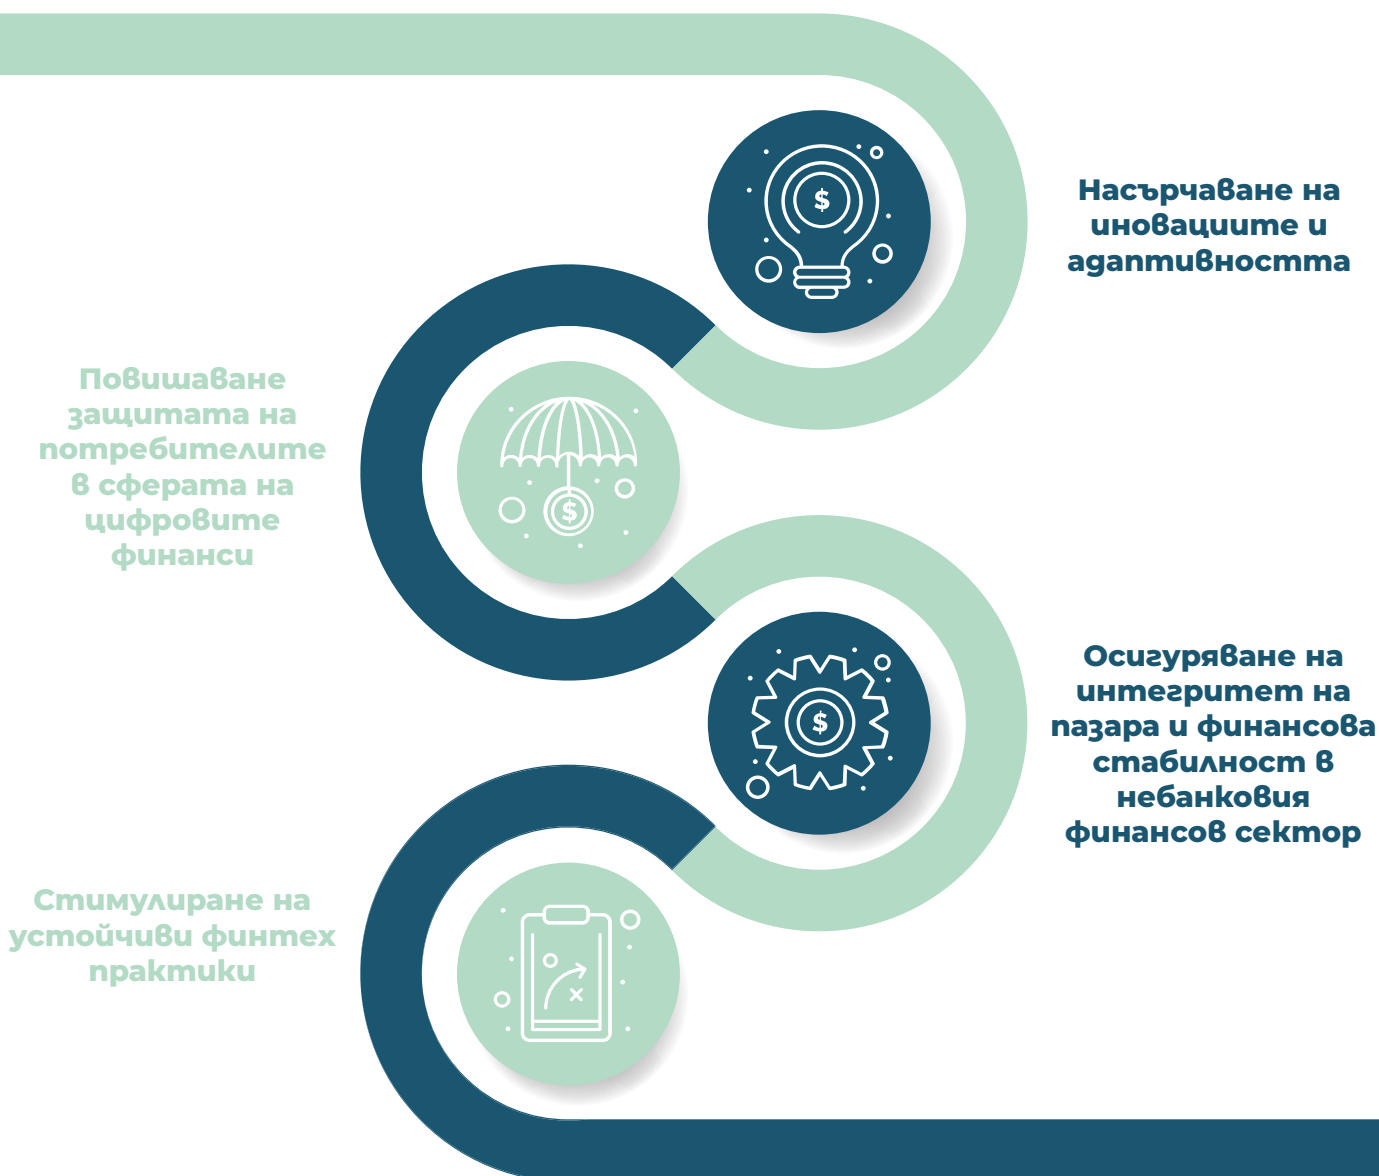 Насърчаване на
иновациите и
адаптивността
Повишаване
защитата на
потребителите
в сферата на
цифровите
финанси
Осигуряване на
интегритет на
пазара и финансова
стабилност в
небанковия
финансов сектор
Стимулиране на
устойчиви финтех
практики
$
$
$